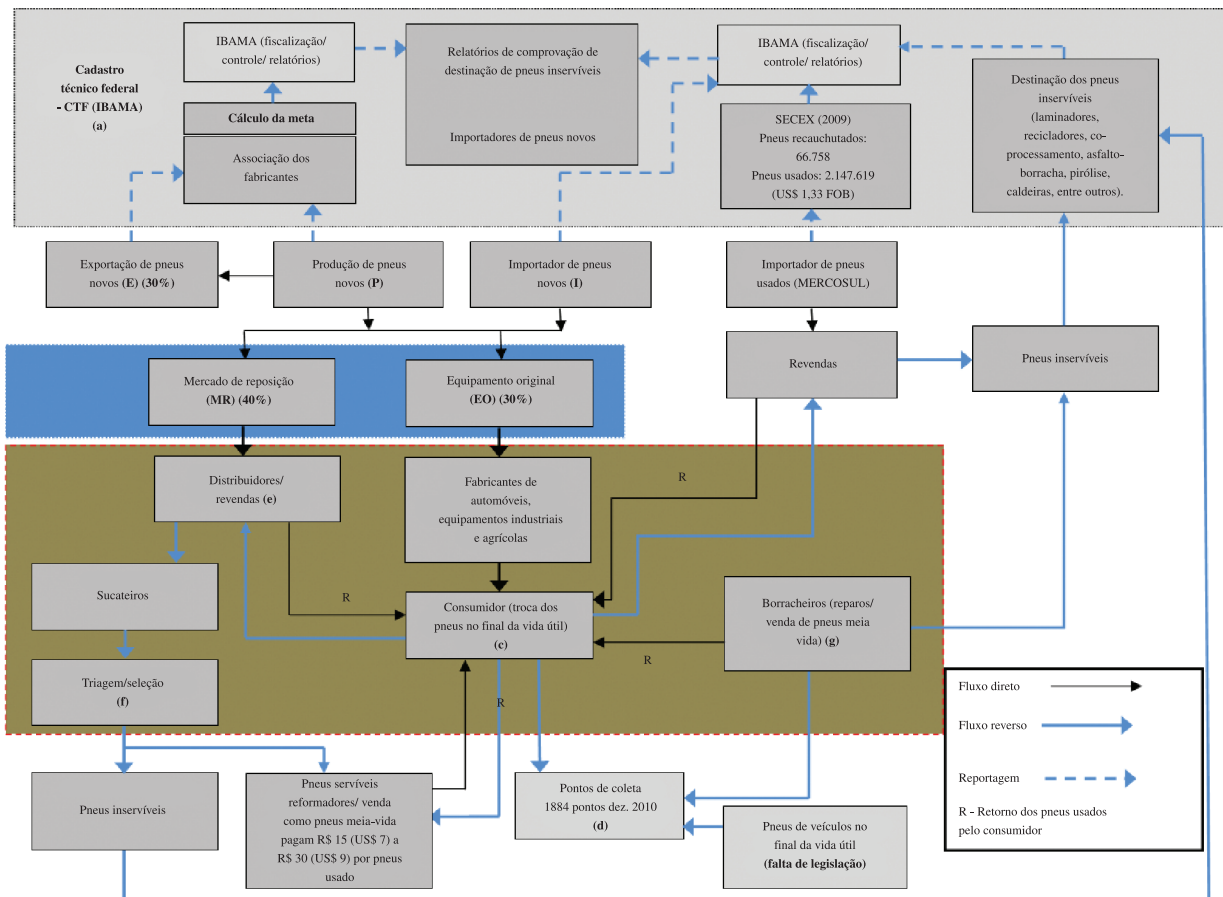 Cadastro
técnico federal
- CTF (IBAMA)
(a)
IBAMA (fiscalização/
controle/ relatórios)
Cálculo da meta
Associação dos
fabricantes
Relatórios de comprovação de
destinação de pneus inservíveis
Importadores de pneus novos
IBAMA (fiscalização/
controle/ relatórios)
SECEX (2009)
Pneus recauchutados:
66.758
Pneus usados: 2.147.619
(US$ 1,33 FOB)
Destinação dos pneus
inservíveis
(laminadores,
recicladores, co-
processamento, asfalto-
borracha, pirólise,
caldeiras, entre outros).
Exportação de pneus
novos (E) (30%)
Produção de pneus
novos (P)
Importador de pneus
novos (I)
Importador de pneus
usados (MERCOSUL)
Mercado de reposição
(MR) (40%)
Equipamento original
(EO) (30%)
Revendas
Pneus inservíveis
Distribuidores/
revendas (e)
Fabricantes de
automóveis,
equipamentos industriais
e agrícolas
R
Sucateiros
R
Consumidor (troca dos
pneus no final da vida útil)
(c)
Borracheiros (reparos/
venda de pneus meia
vida) (g)
R
Triagem/seleção
(f)
R
Pneus inservíveis
Pneus servíveis
reformadores/ venda
como pneus meia-vida
pagam R$ 15 (US$ 7) a
R$ 30 (US$ 9) por pneus
usado
Pontos de coleta
1884 pontos dez. 2010
(d)
Pneus de veículos no
final da vida útil
(falta de legislação)
Fluxo direto
Fluxo reverso
Reportagem
R - Retorno dos pneus usados
pelo consumidor